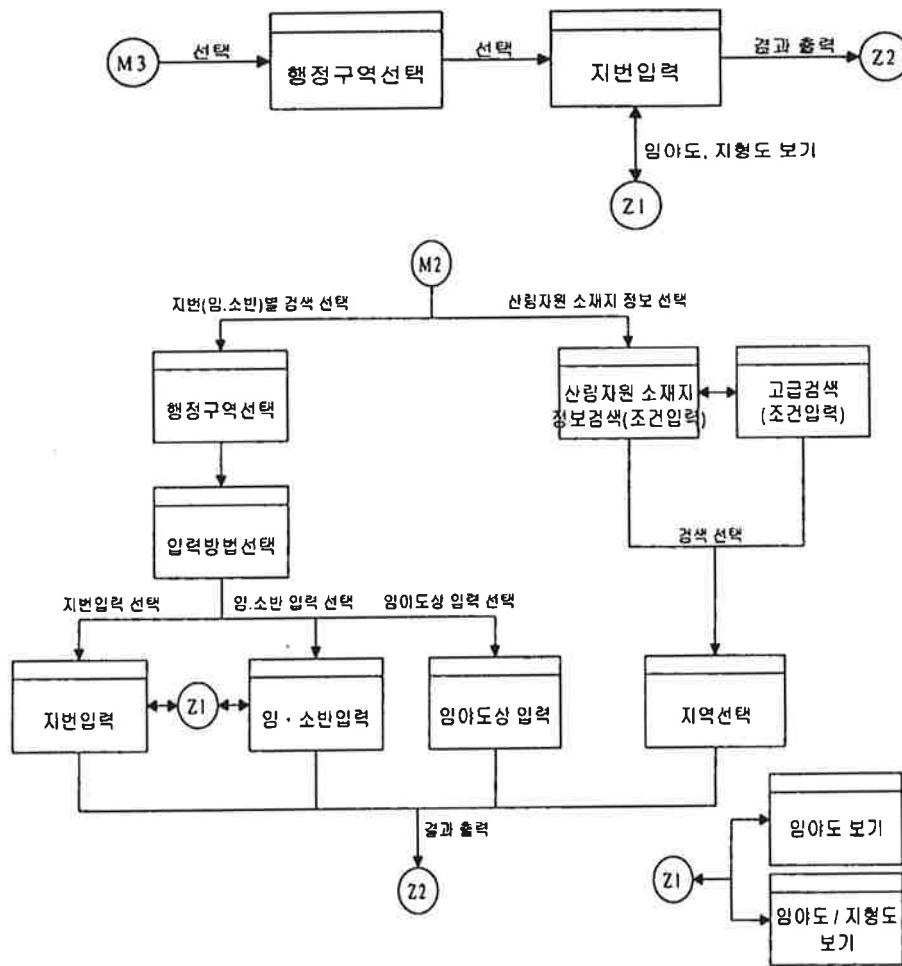 M3
선택
행정구역선택
선택
지번입력
결과 출력
Z2
임야도, 지형도 보기
Z1
M2
지번(임.소반)별 검색 선택
산림자원 소재지 정보 선택
행정구역선택
산림자원 소재지
정보검색(조건입력)
고급검색
(조건입력)
입력방법선택
검색 선택
지번입력 선택
임.소반 입력 선택
임야도상 입력 선택
지번입력
Z1
임·소반입력
임야도상 입력
지역선택
결과 출력
Z2
Z1
임야도 보기
임야도 / 지형도
보기